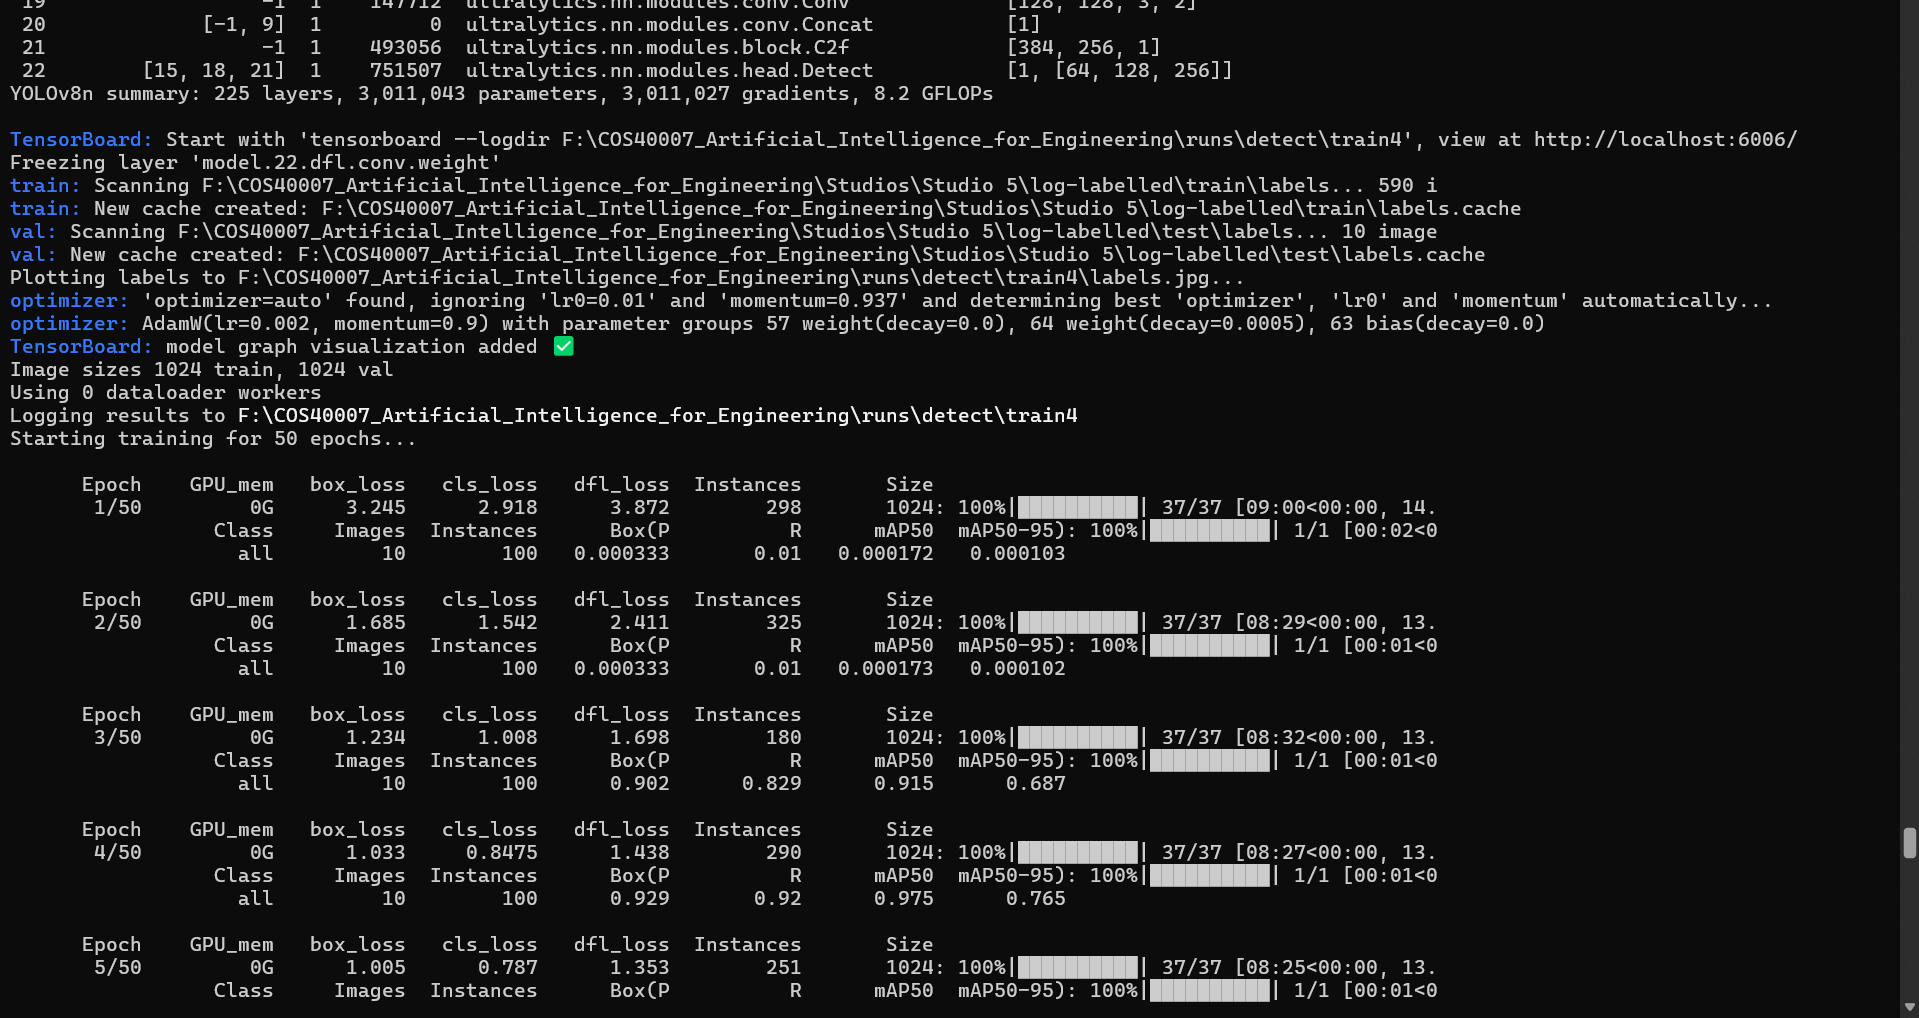 19 -1 1 147712 ultralytics.nn.modules.conv.Conv [128, 128, 3, 2]
20 [-1, 9] 1 0 ultralytics.nn.modules.conv.Concat [1]
21 -1 1 493056 ultralytics.nn.modules.block.C2f [384, 256, 1]
22 [15, 18, 21] 1 751507 ultralytics.nn.modules.head.Detect [1, [64, 128, 256]]
YOLOv8n summary: 225 layers, 3,011,043 parameters, 3,011,027 gradients, 8.2 GFLOPs
TensorBoard: Start with 'tensorboard --logdir F:\COS40007_Artificial_Intelligence_for_Engineering\runs\detect\train4', view at http://localhost:6006/
Freezing layer 'model.22.dfl.conv.weight'
train: Scanning F:\COS40007_Artificial_Intelligence_for_Engineering\Studios\Studio 5\log-labelled\train\labels... 590 i
train: New cache created: F:\COS40007_Artificial_Intelligence_for_Engineering\Studios\Studio 5\log-labelled\train\labels.cache
val: Scanning F:\COS40007_Artificial_Intelligence_for_Engineering\Studios\Studio 5\log-labelled\test\labels... 10 image
val: New cache created: F:\COS40007_Artificial_Intelligence_for_Engineering\Studios\Studio 5\log-labelled\test\labels.cache
Plotting labels to F:\COS40007_Artificial_Intelligence_for_Engineering\runs\detect\train4\labels.jpg...
optimizer: 'optimizer=auto' found, ignoring 'lr0=0.01' and 'momentum=0.937' and determining best 'optimizer', 'lr0' and 'momentum' automatically...
optimizer: AdamW(lr=0.002, momentum=0.9) with parameter groups 57 weight(decay=0.0), 64 weight(decay=0.0005), 63 bias(decay=0.0)
TensorBoard: model graph visualization added ✅
Image sizes 1024 train, 1024 val
Using 0 dataloader workers
Logging results to F:\COS40007_Artificial_Intelligence_for_Engineering\runs\detect\train4
Starting training for 50 epochs...
Epoch GPU_mem box_loss cls_loss dfl_loss Instances Size
1/50 0G 3.245 2.918 3.872 298 1024: 100%|██████████| 37/37 [09:00<00:00, 14.
Class Images Instances Box(P R mAP50 mAP50-95): 100%|██████████| 1/1 [00:02<0
all 10 100 0.000333 0.01 0.000172 0.000103
Epoch GPU_mem box_loss cls_loss dfl_loss Instances Size
2/50 0G 1.685 1.542 2.411 325 1024: 100%|██████████| 37/37 [08:29<00:00, 13.
Class Images Instances Box(P R mAP50 mAP50-95): 100%|██████████| 1/1 [00:01<0
all 10 100 0.000333 0.01 0.000173 0.000102
Epoch GPU_mem box_loss cls_loss dfl_loss Instances Size
3/50 0G 1.234 1.008 1.698 180 1024: 100%|██████████| 37/37 [08:32<00:00, 13.
Class Images Instances Box(P R mAP50 mAP50-95): 100%|██████████| 1/1 [00:01<0
all 10 100 0.902 0.829 0.915 0.687
Epoch GPU_mem box_loss cls_loss dfl_loss Instances Size
4/50 0G 1.033 0.8475 1.438 290 1024: 100%|██████████| 37/37 [08:27<00:00, 13.
Class Images Instances Box(P R mAP50 mAP50-95): 100%|██████████| 1/1 [00:01<0
all 10 100 0.929 0.92 0.975 0.765
Epoch GPU_mem box_loss cls_loss dfl_loss Instances Size
5/50 0G 1.005 0.787 1.353 251 1024: 100%|██████████| 37/37 [08:25<00:00, 13.
Class Images Instances Box(P R mAP50 mAP50-95): 100%|██████████| 1/1 [00:01<0